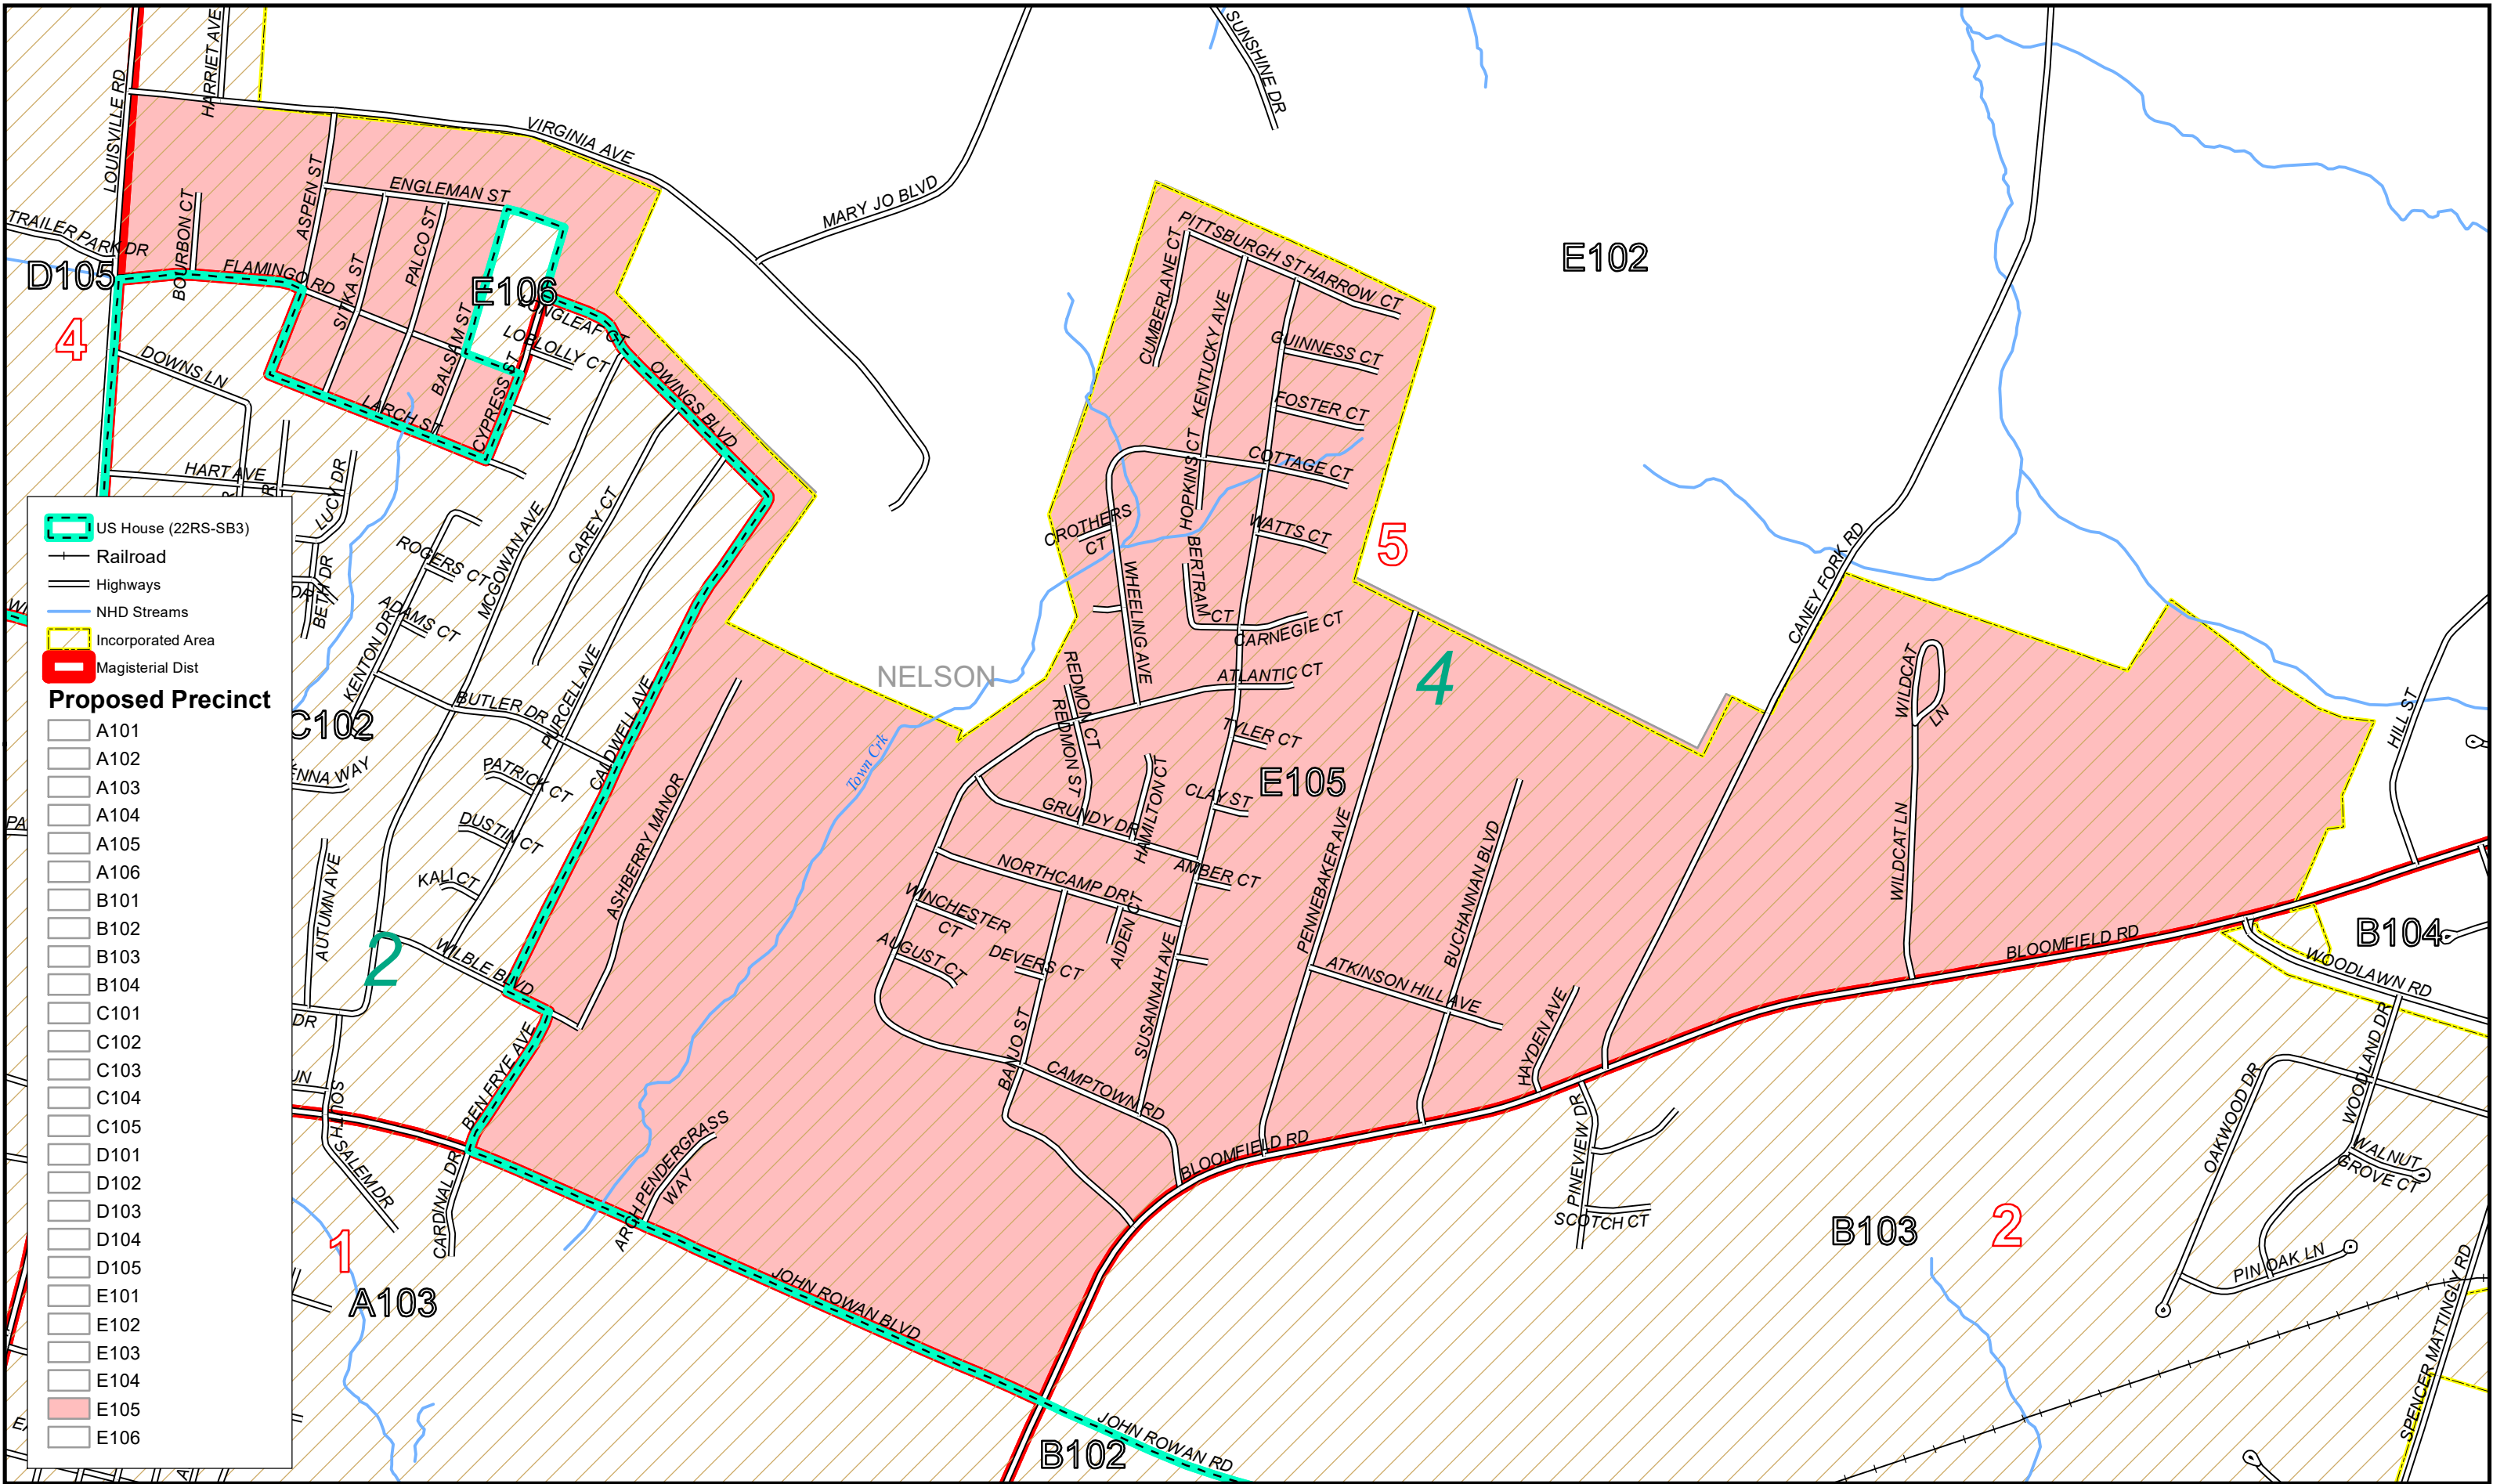 HARRIET AVE
SUNSHINE DR
LOUISVILLE RD
VIRGINIA AVE
ENGLEMAN ST
ASPEN ST
MARY JO BLVD
TRAILER PARK DR
BOURBON CT
PALCO ST
PITTSBURGH ST
HARROW CT
E102
D105
FLAMINGO RD
SITKA ST
E106
CUMBERLANE CT
KENTUCKY AVE
4
DOWNS LN
BALSAM ST
LONGLEAF CT
LOBLOLLY CT
GUINNESS CT
OWINGS BLVD
LARCH ST
CYPRESS ST
FOSTER CT
HART AVE
HOPKINS CT
COTTAGE CT
LUCY DR
MCGOWAN AVE
CAREY CT
CROTHERS
CT
WATTS CT
5
CANEY FORK RD
ROGERS CT
BETH DR
DR
ADAMS CT
KENTON DR
WHEELING AVE
BERTRAM CT
CARNEGIE CT
NELSON
REDMON CT
ATLANTIC CT
4
WILDCAT
LN
HILL ST
C102
BUTLER DR
PURCELL AVE
CALDWELL AVE
REDMON ST
TYLER CT
Town Crk
E105
ENNA WAY
PATRICK CT
ASHBERRY MANOR
HAMILTON CT
CLAY ST
GRUNDY DR
DUSTIN CT
PENNEBAKER AVE
BUCHANNAN BLVD
WILDCAT LN
KALI CT
NORTHCAMP DR
AMBER CT
AUTUMN AVE
WINCHESTER
CT
AIDEN CT
B104
2
WILBLE BLVD
AUGUST CT
DEVERS CT
SUSANNAH AVE
ATKINSON HILL AVE
BLOOMFIELD RD
WOODLAWN RD
DR
BEN FRYE AVE
BANJO ST
HAYDEN AVE
WOODLAND DR
CAMPTOWN RD
SOUTH
SALEM DR
OAKWOOD DR
CARDINAL DR
ARCH PENDERGRASS
WAY
BLOOMFIELD RD
PINEVIEW DR
WALNUT
GROVE CT
SCOTCH CT
1
B103
2
A103
PIN OAK LN
JOHN ROWAN BLVD
SPENCER MATTINGLY RD
JOHN ROWAN RD
B102
US House (22RS-SB3)
Railroad
Highways
NHD Streams
Incorporated Area
Magisterial Dist
Proposed Precinct
A101
A102
A103
A104
A105
A106
B101
B102
B103
B104
C101
C102
C103
C104
C105
D101
D102
D103
D104
D105
E101
E102
E103
E104
E105
E106